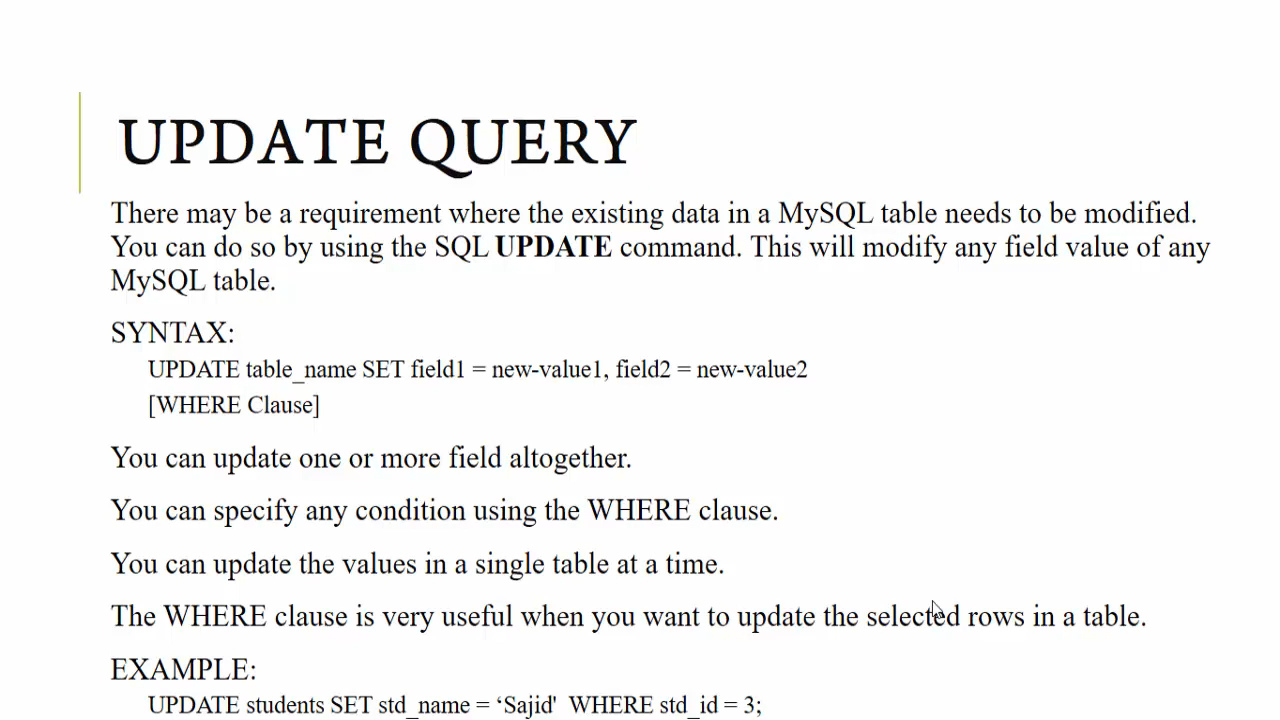 UPDATE QUERY
There may be a requirement where the existing data in a MySQL table needs to be modified.
You can do so by using the SQL UPDATE command. This will modify any field value of any
MySQL table.
SYNTAX:
UPDATE table_name SET field1 = new-value1, field2 = new-value2
[WHERE Clause]
You can update one or more field altogether.
You can specify any condition using the WHERE clause.
You can update the values in a single table at a time.
The WHERE clause is very useful when you want to update the selected rows in a table.
EXAMPLE:
UPDATE students SET std_name = ‘Sajid'  WHERE std_id = 3;